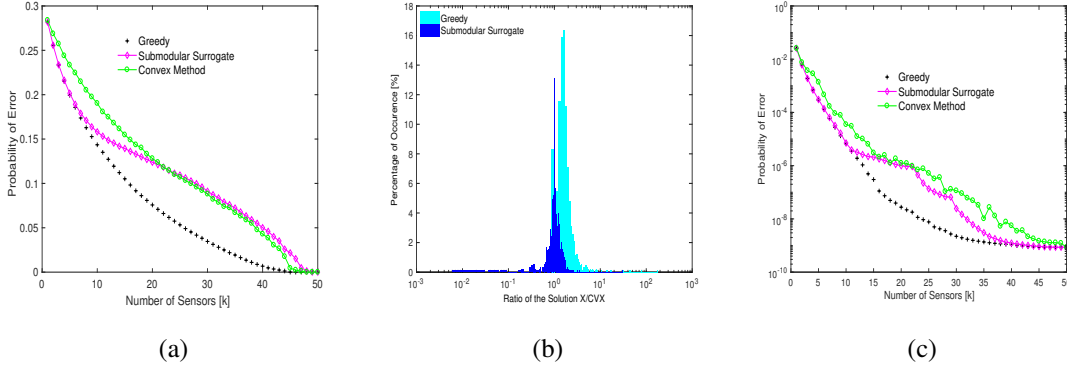 0.3
0.25
0.2
0.15
0.1
0.05
0
Probability of Error
Greedy
Submodular Surrogate
Convex Method
0 10 20 30 40 50
Number of Sensors [k]
(a)
18
16
14
12
10
8
6
4
2
0
Percentage of Occurence [%]
Greedy
Submodular Surrogate
10-3 10-2 10-1 100 101 102 103
Ratio of the Solution X/CVX
(b)
100
10-2
10-4
10-6
10-8
10-10
Probability of Error
Greedy
Submodular Surrogate
Convex Method
0 5 10 15 20 25 30 35 40 45 50
Number of Sensors [k]
(c)